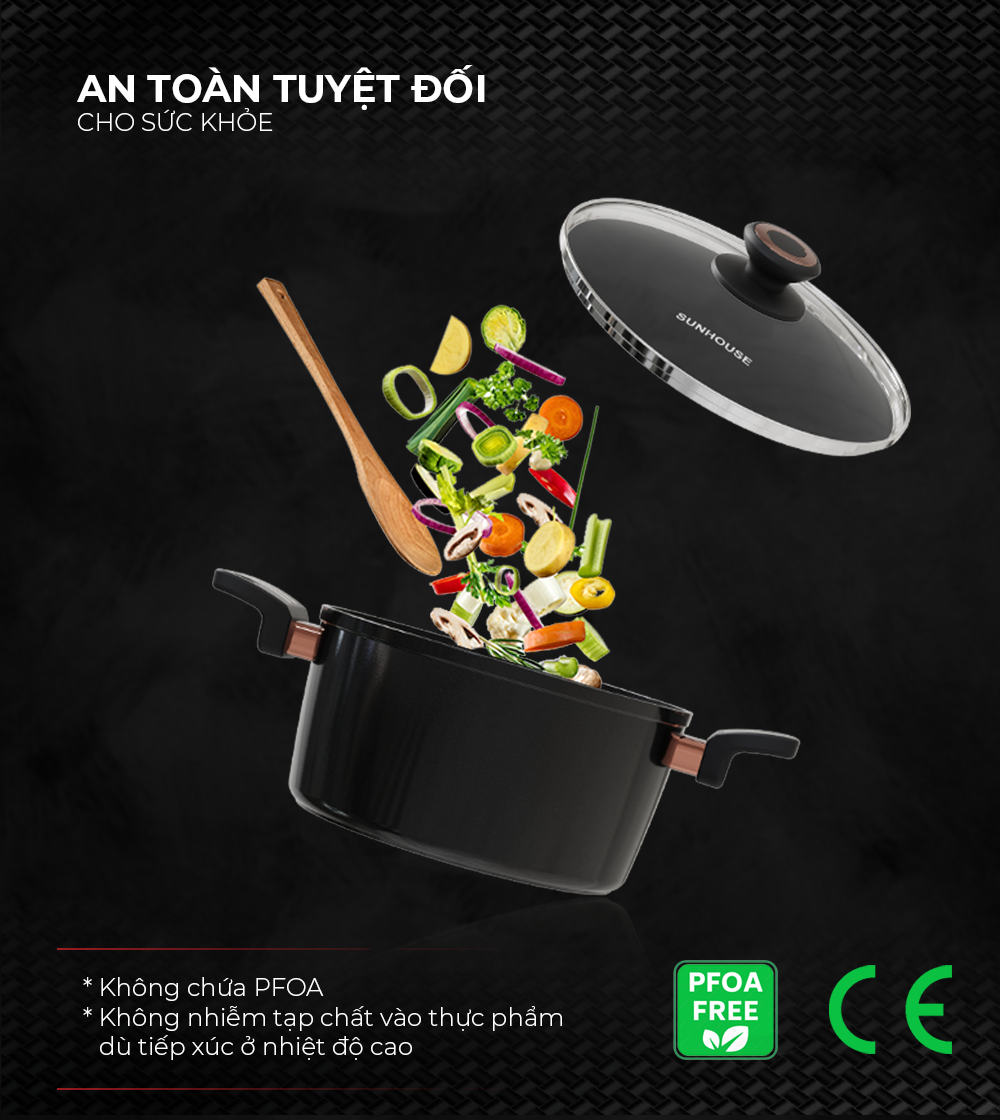 AN TOÀN TUYỆT ĐỐI
CHO SỨC KHỎE
SUNHOUSE
* Không chứa PFOA
* Không nhiễm tạp chất vào thực phẩm
dù tiếp xúc ở nhiệt độ cao
PFOA
FREE
CE